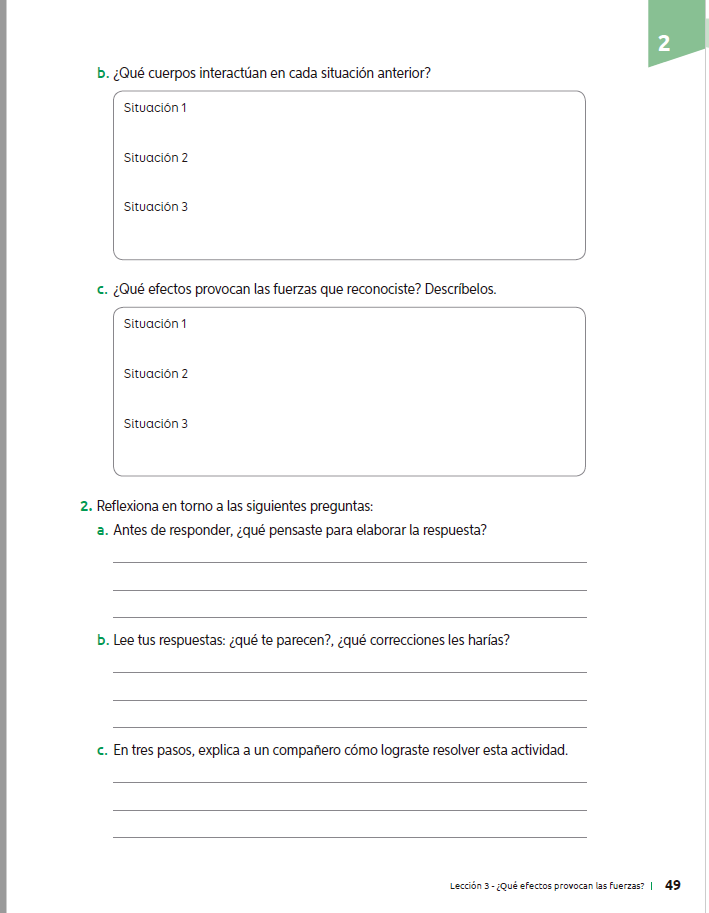 2
b. ¿Qué cuerpos interactúan en cada situación anterior?
Situación 1
Situación 2
Situación 3
c. ¿Qué efectos provocan las fuerzas que reconociste? Descríbelos.
Situación 1
Situación 2
Situación 3
2. Reflexiona en torno a las siguientes preguntas:
a. Antes de responder, ¿qué pensaste para elaborar la respuesta?
b. Lee tus respuestas: ¿qué te parecen?, ¿qué correcciones les harías?
c. En tres pasos, explica a un compañero cómo lograste resolver esta actividad.
Lección 3 - ¿Qué efectos provocan las fuerzas? | 49